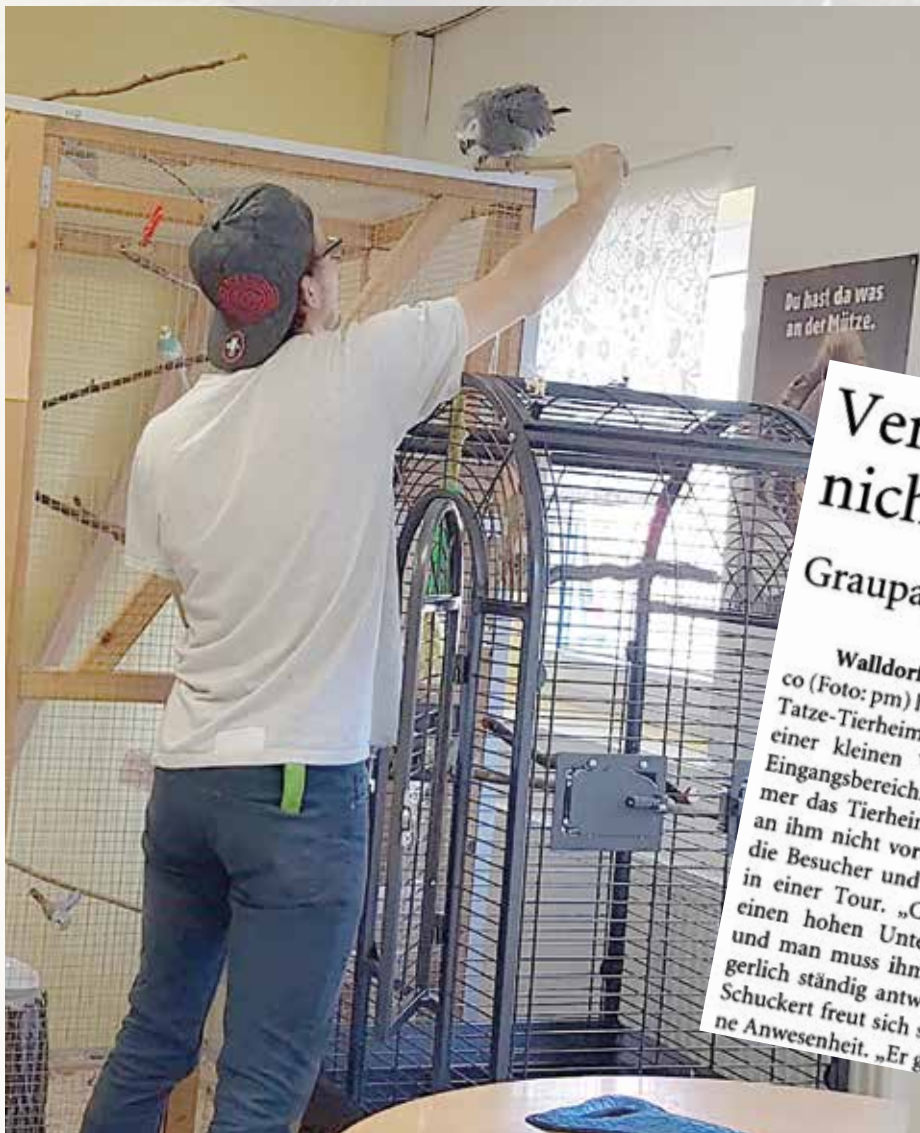 Du hast da was
an der Mütze.
Ver
nich
Graupa
Walldorf
co (Foto: pm)
Tatze-Tierheim
einer kleinen
Eingangsbereich
mer das Tierheim
an ihm nicht vor
die Besucher und
in einer Tour. „C
einen hohen Unte
und man muss ihm
gerlich ständig antw
Schuckert freut sich s
ne Anwesenheit. „Er g